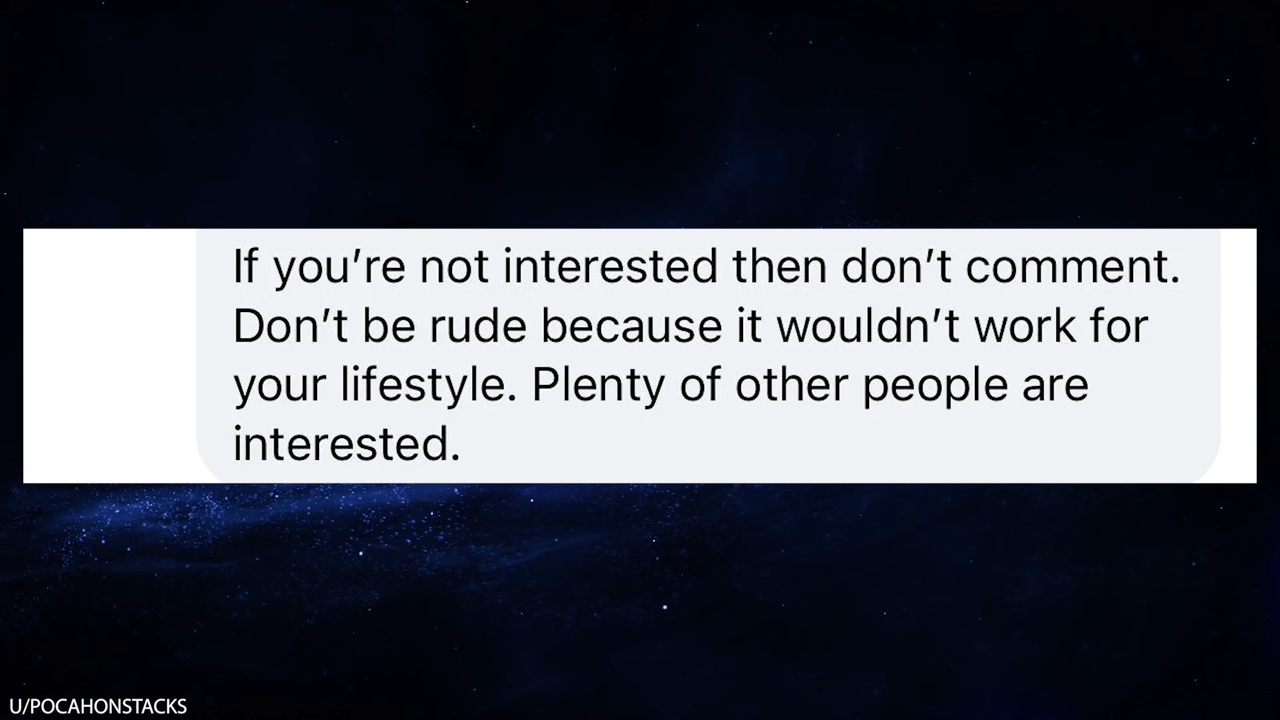 If you’re not interested then don’t comment.
Don’t be rude because it wouldn’t work for
your lifestyle. Plenty of other people are
interested.
U/POCAHONSTACKS